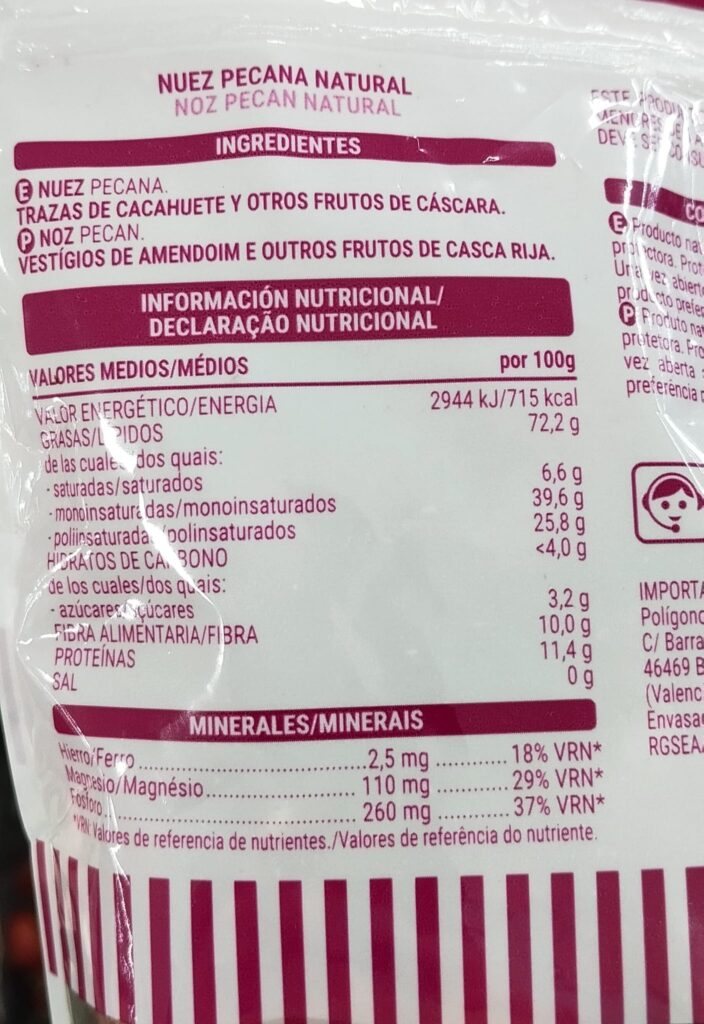 NUEZ PECANA NATURAL
NOZ PECAN NATURAL
INGREDIENTES
E NUEZ PECANA.
TRAZAS DE CACAHUETE Y OTROS FRUTOS DE CÁSCARA.
P NOZ PECAN.
VESTÍGIOS DE AMENDOIM E OUTROS FRUTOS DE CASCA RIJA.
INFORMACIÓN NUTRICIONAL/
DECLARAÇÃO NUTRICIONAL
VALORES MEDIOS/MÉDIOS por 100g
VALOR ENERGÉTICO/ENERGIA 2944 kJ/715 kcal
GRASAS/LÍPIDOS 72,2 g
de las cuales/dos quais:
- saturadas/saturados 6,6 g
- monoinsaturadas/monoinsaturados 39,6 g
- poliinsaturadas/polinsaturados 25,8 g
HIDRATOS DE CARBONO <4,0 g
de los cuales/dos quais:
- azúcares/açúcares 3,2 g
FIBRA ALIMENTARIA/FIBRA 10,0 g
PROTEÍNAS 11,4 g
SAL 0 g
MINERALES/MINERAIS
Hierro/Ferro 2,5 mg 18% VRN*
Magnesio/Magnésio 110 mg 29% VRN*
Fósforo 260 mg 37% VRN*
*VRN: Valores de referencia de nutrientes./Valores de referência do nutriente.
ESTE
DEVE SER
CO
E Producto
Una vez
producto
P Produto
vez aberta
preferência
IMPORTA
C/ Barra
46469 B
(Valenc
Envasa
RGSEA